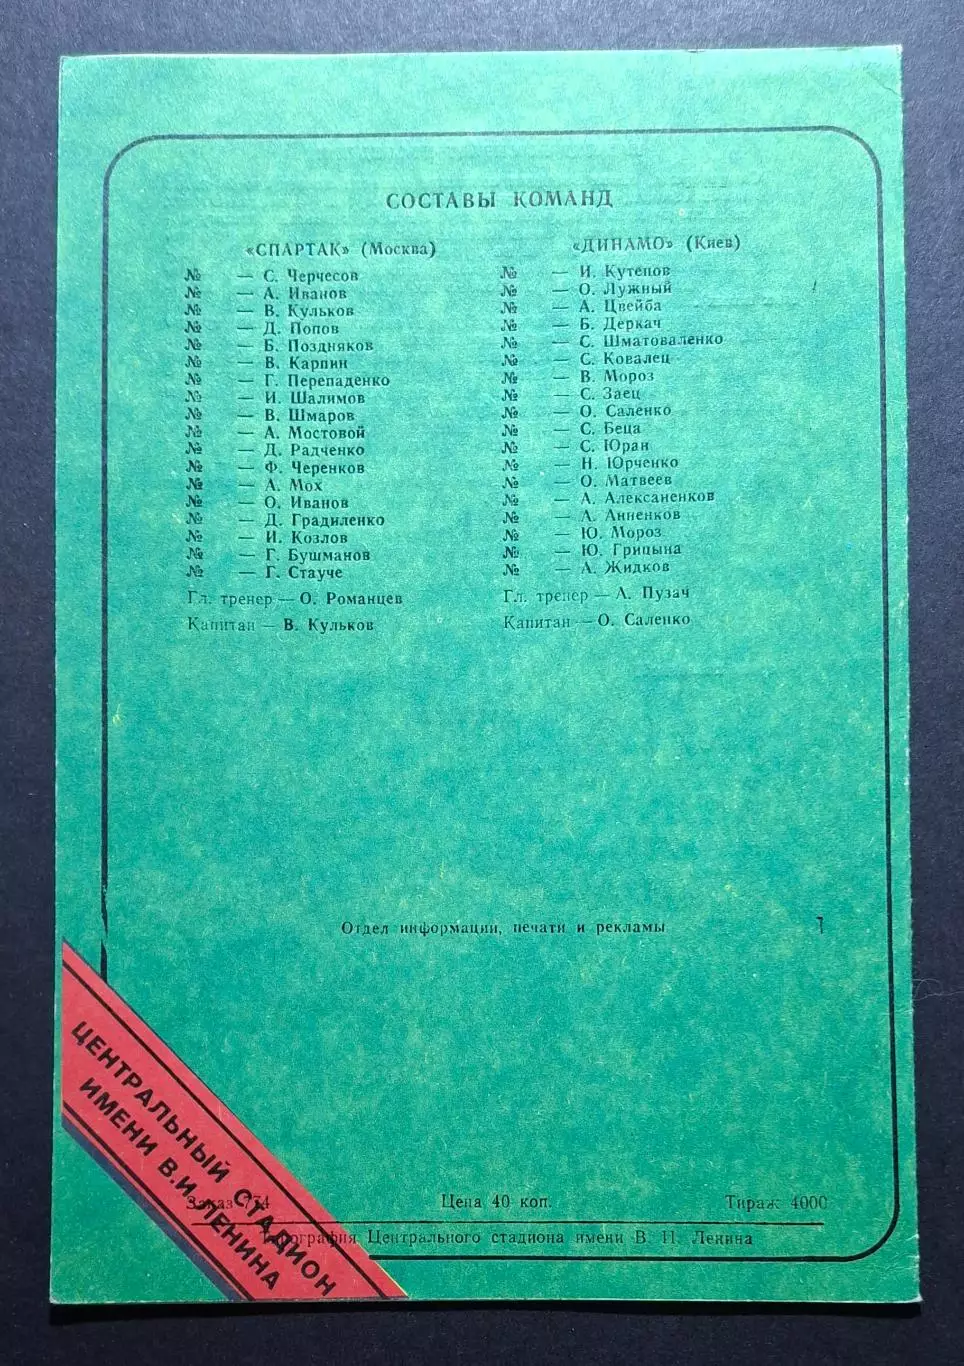 СОСТАВЫ КОМАНД
«СПАРТАК» (Москва)
№ — С. Черчесов
№ — А. Иванов
№ — В. Кульков
№ — Д. Попов
№ — Б. Поздняков
№ — В. Карпин
№ — Г. Перепаденко
№ — И. Шалимов
№ — В. Шмаров
№ — А. Мостовой
№ — Д. Радченко
№ — Ф. Черенков
№ — А. Мох
№ — О. Иванов
№ — Д. Градиленко
№ — И. Козлов
№ — Г. Бушманов
№ — Г. Стауче
Гл. тренер — О. Романцев
Капитан — В. Кульков
«ДИНАМО» (Киев)
№ — И. Кутепов
№ — О. Лужный
№ — А. Цвейба
№ — Б. Деркач
№ — С. Шматоваленко
№ — С. Ковалец
№ — В. Мороз
№ — С. Заец
№ — О. Саленко
№ — С. Беца
№ — С. Юран
№ — Н. Юрченко
№ — О. Матвеев
№ — А. Алексаненков
№ — А. Анненков
№ — Ю. Мороз
№ — Ю. Грицына
№ — А. Жидков
Гл. тренер — А. Пузач
Капитан — О. Саленко
Отдел информации, печати и рекламы
ЦЕНТРАЛЬНЫЙ СТАДИОН
ИМЕНИ В.И. ЛЕНИНА
Заказ 734 Цена 40 коп. Тираж 4000
Типография Центрального стадиона имени В. И. Ленина